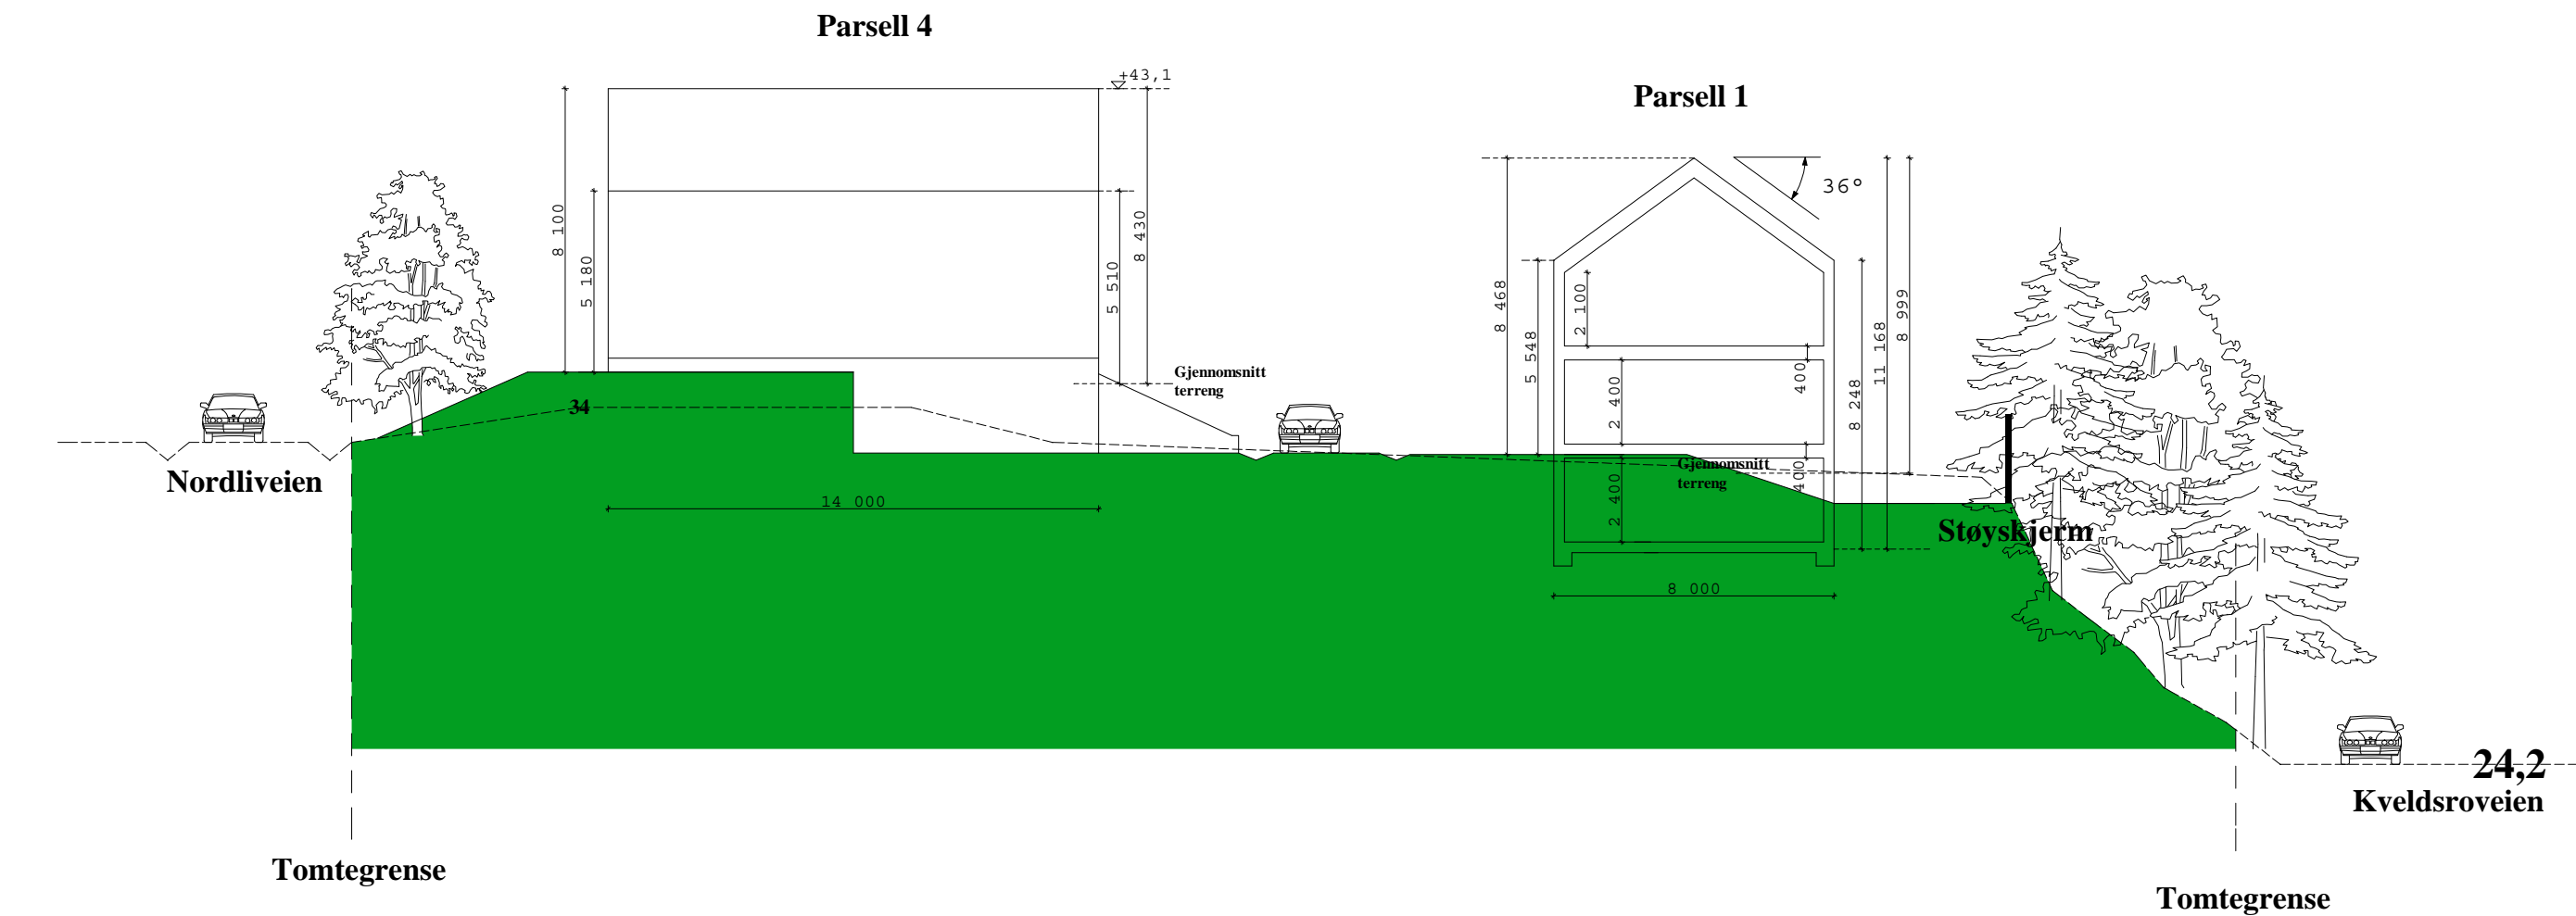 Parsell 4
+43,1
Parsell 1
36°
8 100
5 180
8 430
5 510
8 468
5 548
2 100
8 999
11 168
8 248
400
2 400
Gjennomsnitt
terreng
34
Gjennomsnitt
terreng
400
2 400
Nordliveien
14 000
Støyskjerm
8 000
24,2
Kveldsroveien
Tomtegrense
Tomtegrense